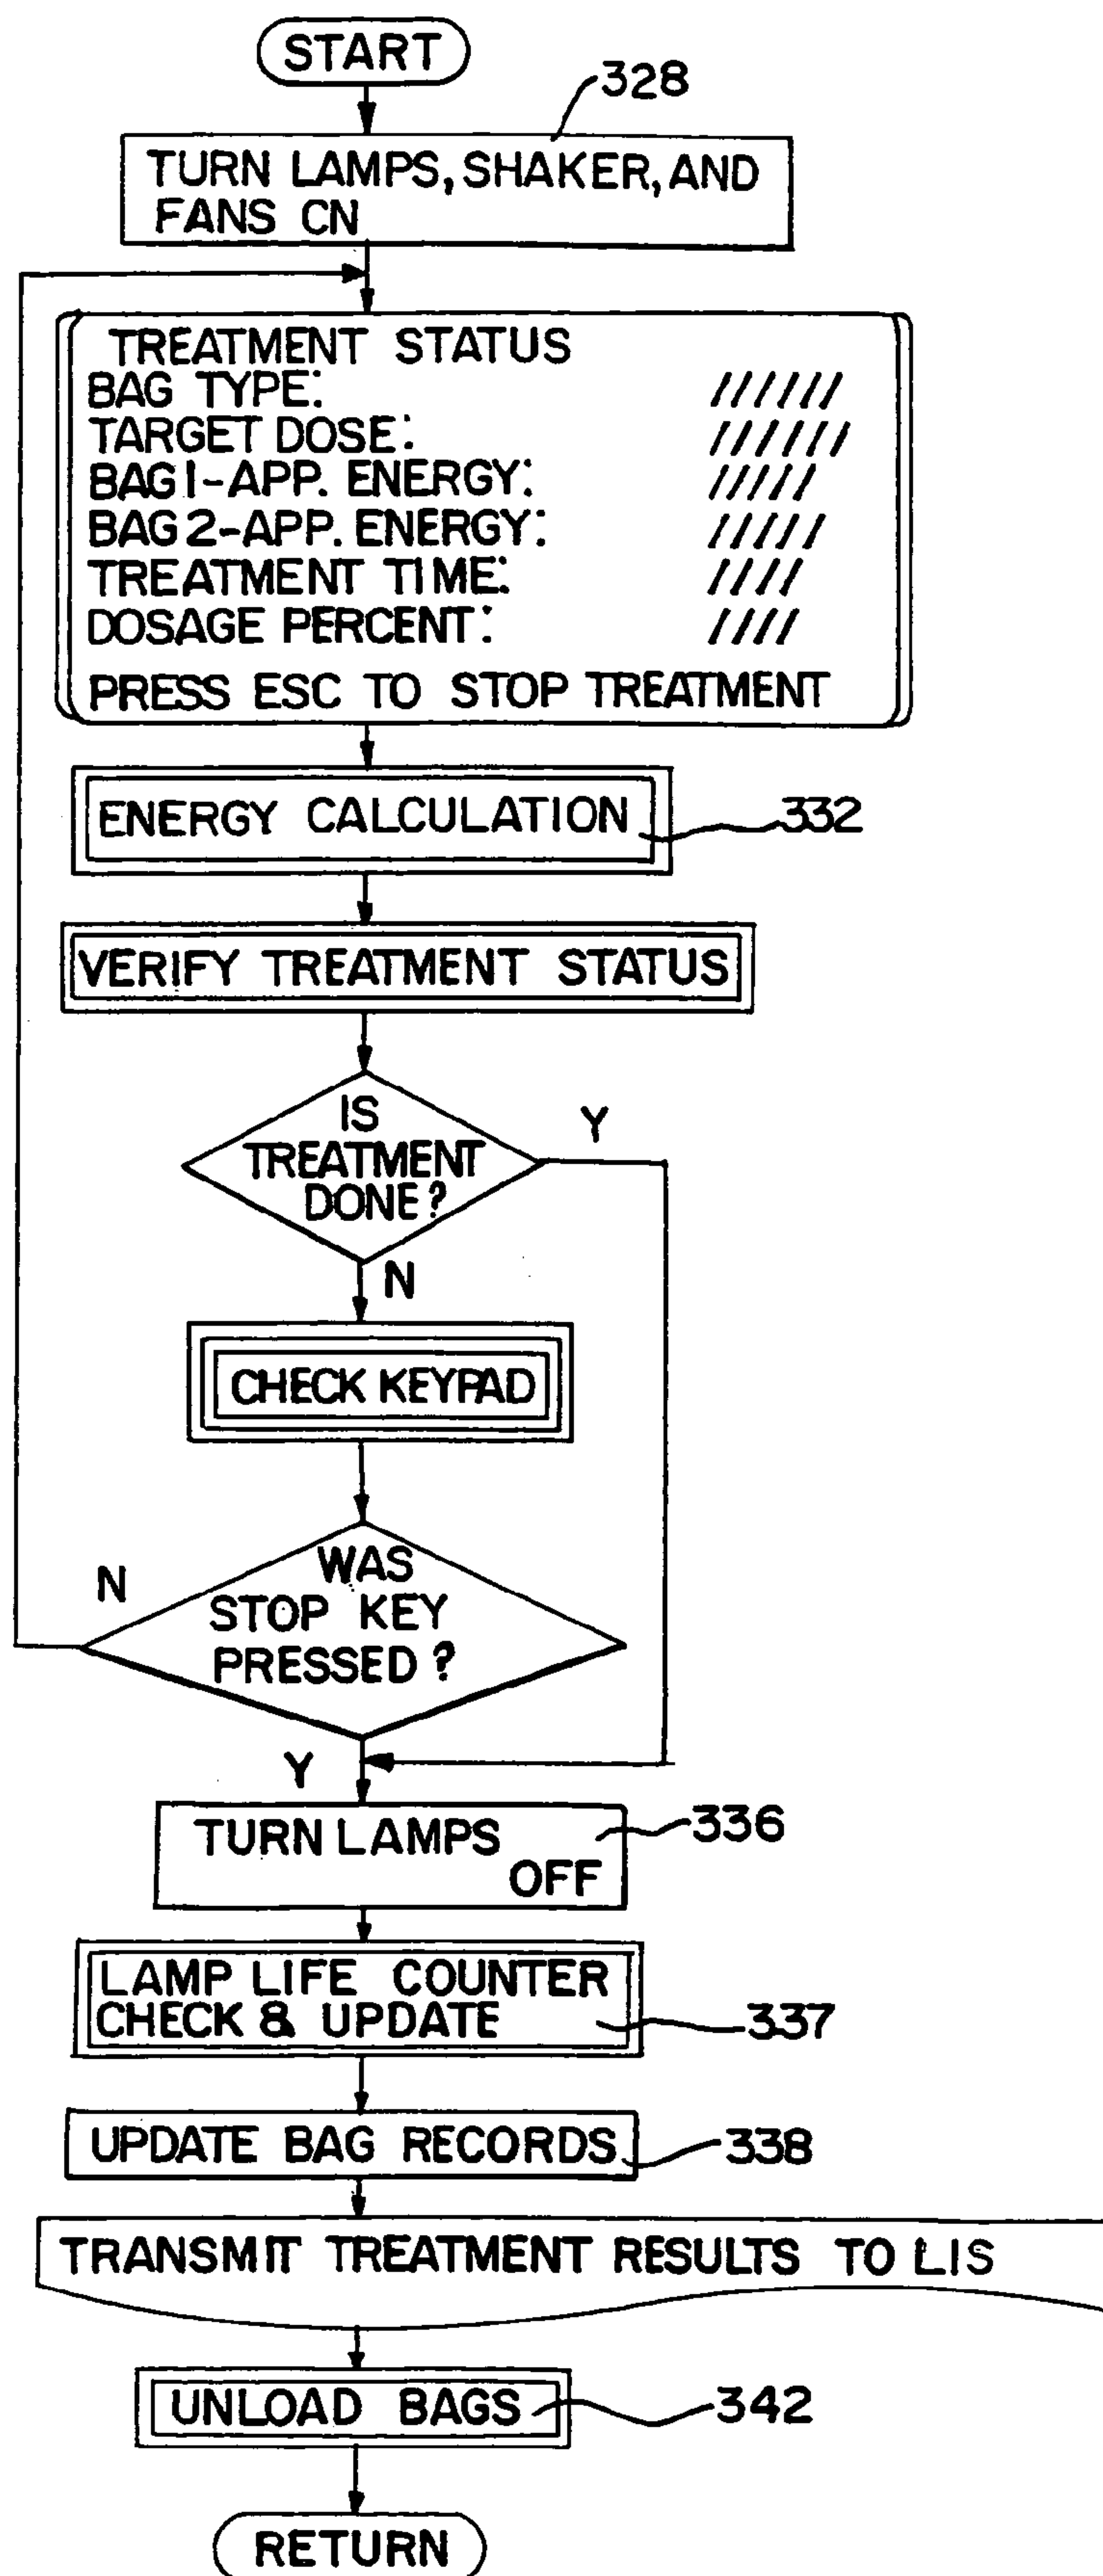 START
328
TURN LAMPS, SHAKER, AND
FANS CN
TREATMENT STATUS
BAG TYPE: //////
TARGET DOSE: //////
BAG 1-APP. ENERGY: /////
BAG 2-APP. ENERGY: /////
TREATMENT TIME: ////
DOSAGE PERCENT: ////
PRESS ESC TO STOP TREATMENT
ENERGY CALCULATION 332
VERIFY TREATMENT STATUS
IS
TREATMENT
DONE?
Y
N
CHECK KEYPAD
WAS
STOP KEY
PRESSED?
N
Y
TURN LAMPS
OFF
336
LAMP LIFE COUNTER
CHECK & UPDATE
337
UPDATE BAG RECORDS 338
TRANSMIT TREATMENT RESULTS TO LIS
UNLOAD BAGS 342
RETURN